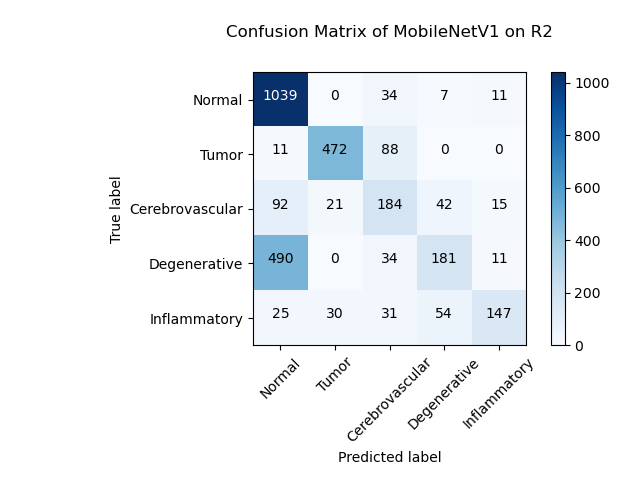 Confusion Matrix of MobileNetV1 on R2
Normal 1039 0 34 7 11
Tumor 11 472 88 0 0
Cerebrovascular 92 21 184 42 15
Degenerative 490 0 34 181 11
Inflammatory 25 30 31 54 147
True label
Normal Tumor Cerebrovascular Degenerative Inflammatory
Predicted label
1000
800
600
400
200
0